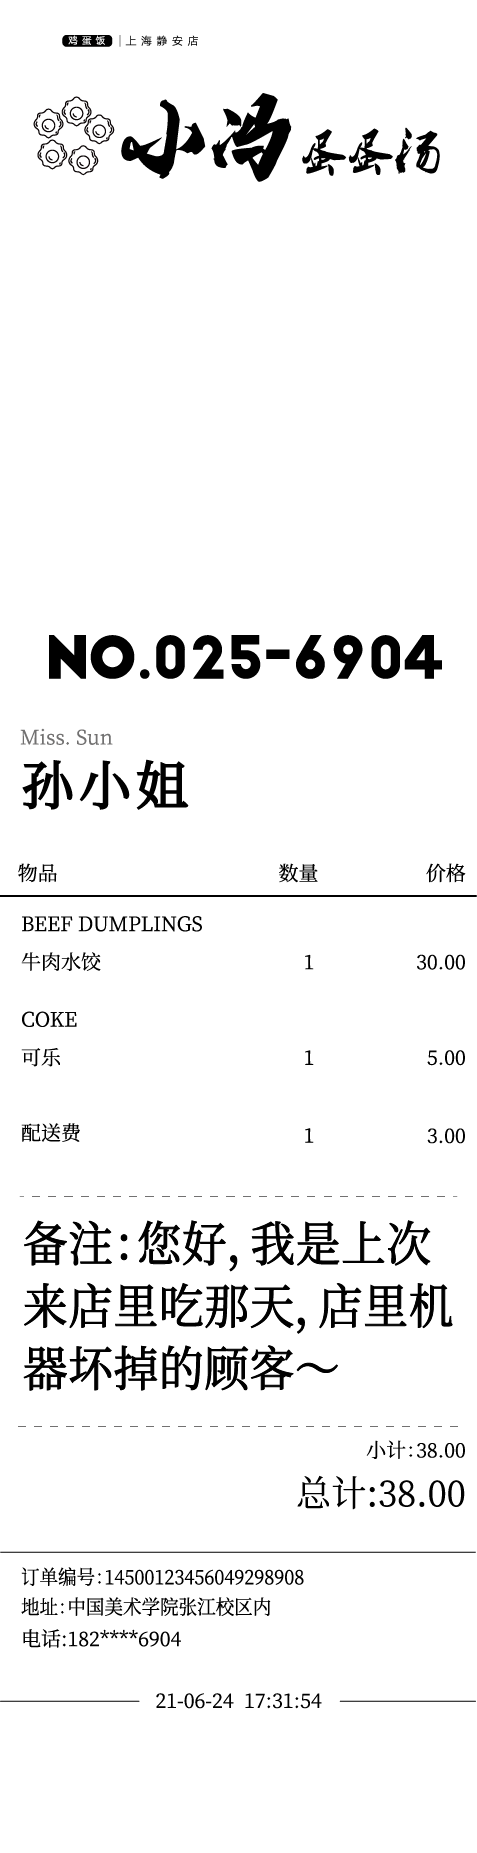 鸡蛋饭 | 上海静安店
小冯蛋蛋汤
NO.025-6904
Miss. Sun
孙小姐
物品 数量 价格
BEEF DUMPLINGS
牛肉水饺 1 30.00
COKE
可乐 1 5.00
配送费 1 3.00
备注:您好,我是上次
来店里吃那天,店里机
器坏掉的顾客～
小计:38.00
总计:38.00
订单编号:14500123456049298908
地址:中国美术学院张江校区内
电话:182****6904
21-06-24 17:31:54